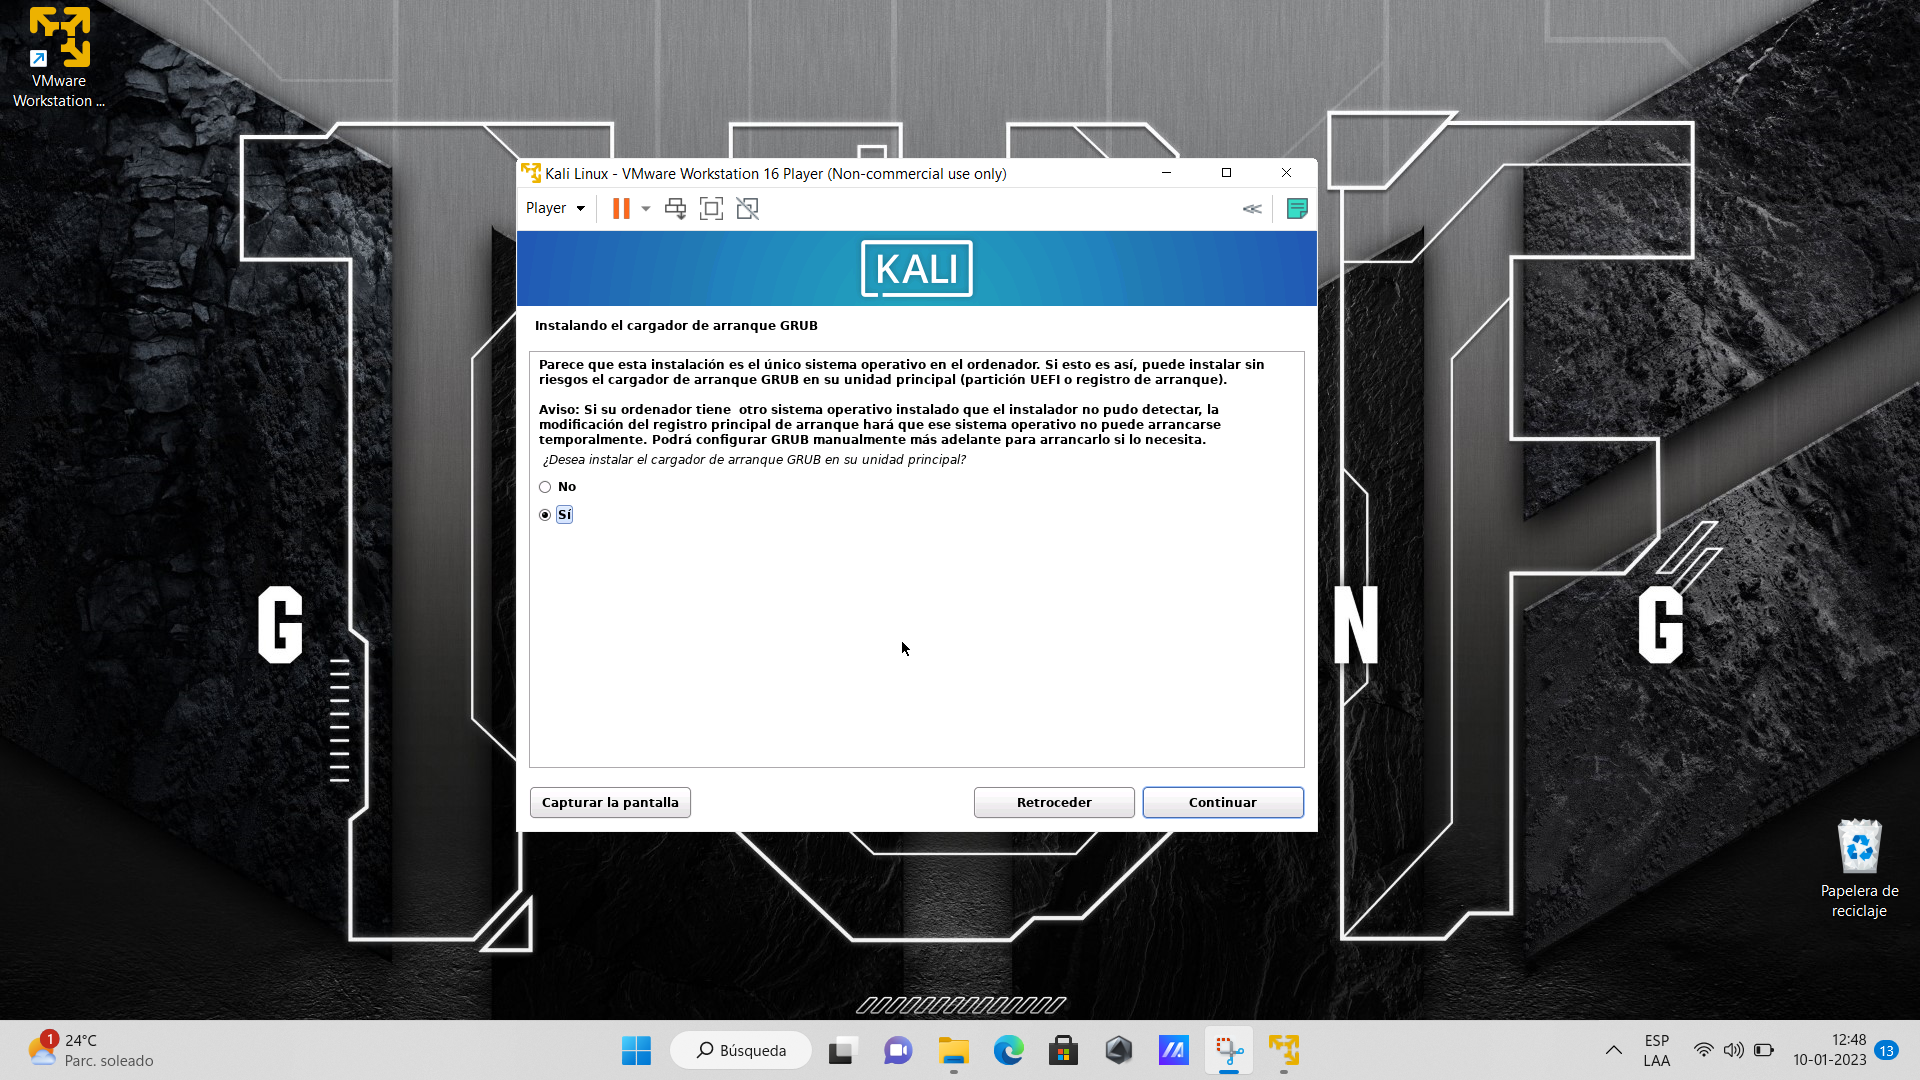 VMware
Workstation ...
Kali Linux - VMware Workstation 16 Player (Non-commercial use only)
Player
KALI
Instalando el cargador de arranque GRUB
Parece que esta instalación es el único sistema operativo en el ordenador. Si esto es así, puede instalar sin
riesgos el cargador de arranque GRUB en su unidad principal (partición UEFI o registro de arranque).
Aviso: Si su ordenador tiene  otro sistema operativo instalado que el instalador no pudo detectar, la
modificación del registro principal de arranque hará que ese sistema operativo no puede arrancarse
temporalmente. Podrá configurar GRUB manualmente más adelante para arrancarlo si lo necesita.
¿Desea instalar el cargador de arranque GRUB en su unidad principal?
No
Sí
Capturar la pantalla
Retroceder
Continuar
G
N
G
Papelera de
reciclaje
1
24°C
Parc. soleado
Búsqueda
ESP
LAA
12:48
10-01-2023
13